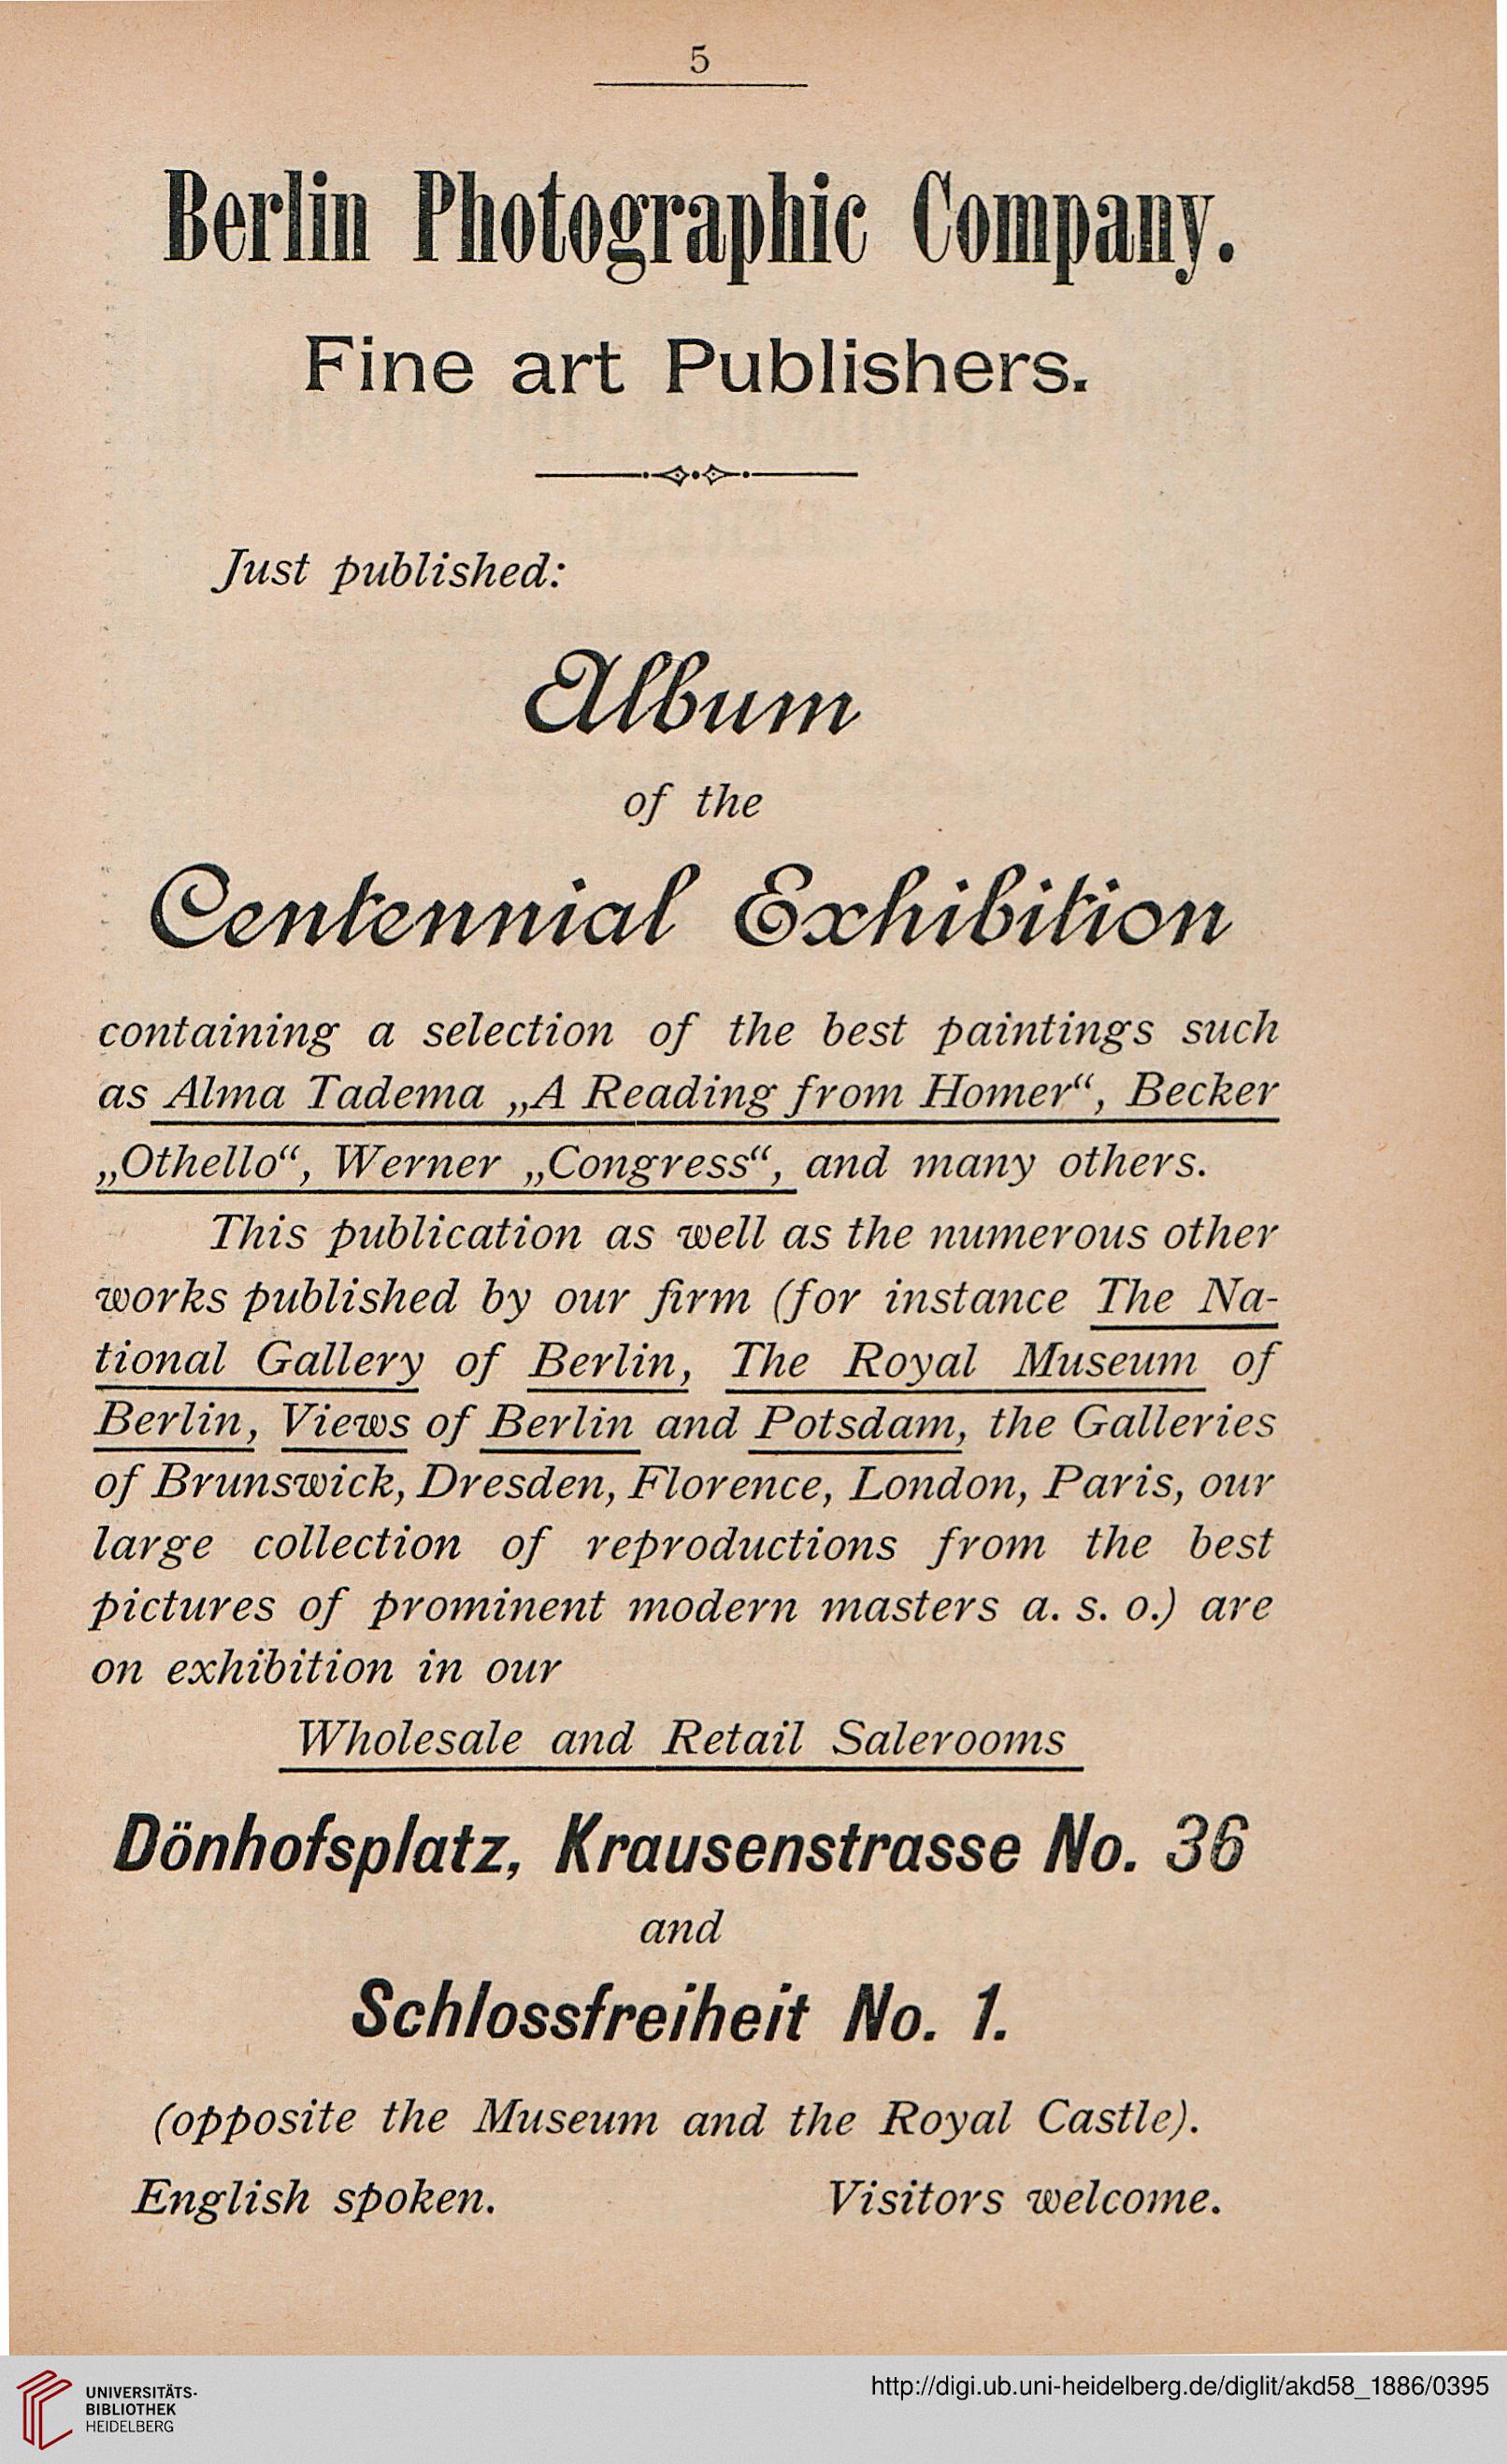 5
Berlin Photographic Company.
Fine art Publishers.
Just published:
Album
of the
Centennial Exhibition
containing a selection of the best paintings such
as Alma Tadema „A Reading from Homer“, Becker
„Othello“, Werner „Congress“, and many others.
This publication as well as the numerous other
works published by our firm (for instance The Na-
tional Gallery of Berlin, The Royal Museum of
Berlin, Views of Berlin and Potsdam, the Galleries
of Brunswick, Dresden, Florence, London, Paris, our
large collection of reproductions from the best
pictures of prominent modern masters a. s. o.) are
on exhibition in our
Wholesale and Retail Salerooms
Dönhofsplatz, Krausenstrasse No. 36
and
Schlossfreiheit No. 1.
(opposite the Museum and the Royal Castle).
English spoken. Visitors welcome.
UNIVERSITÄTS-
BIBLIOTHEK
HEIDELBERG
http://digi.ub.uni-heidelberg.de/diglit/akd58_1886/0395